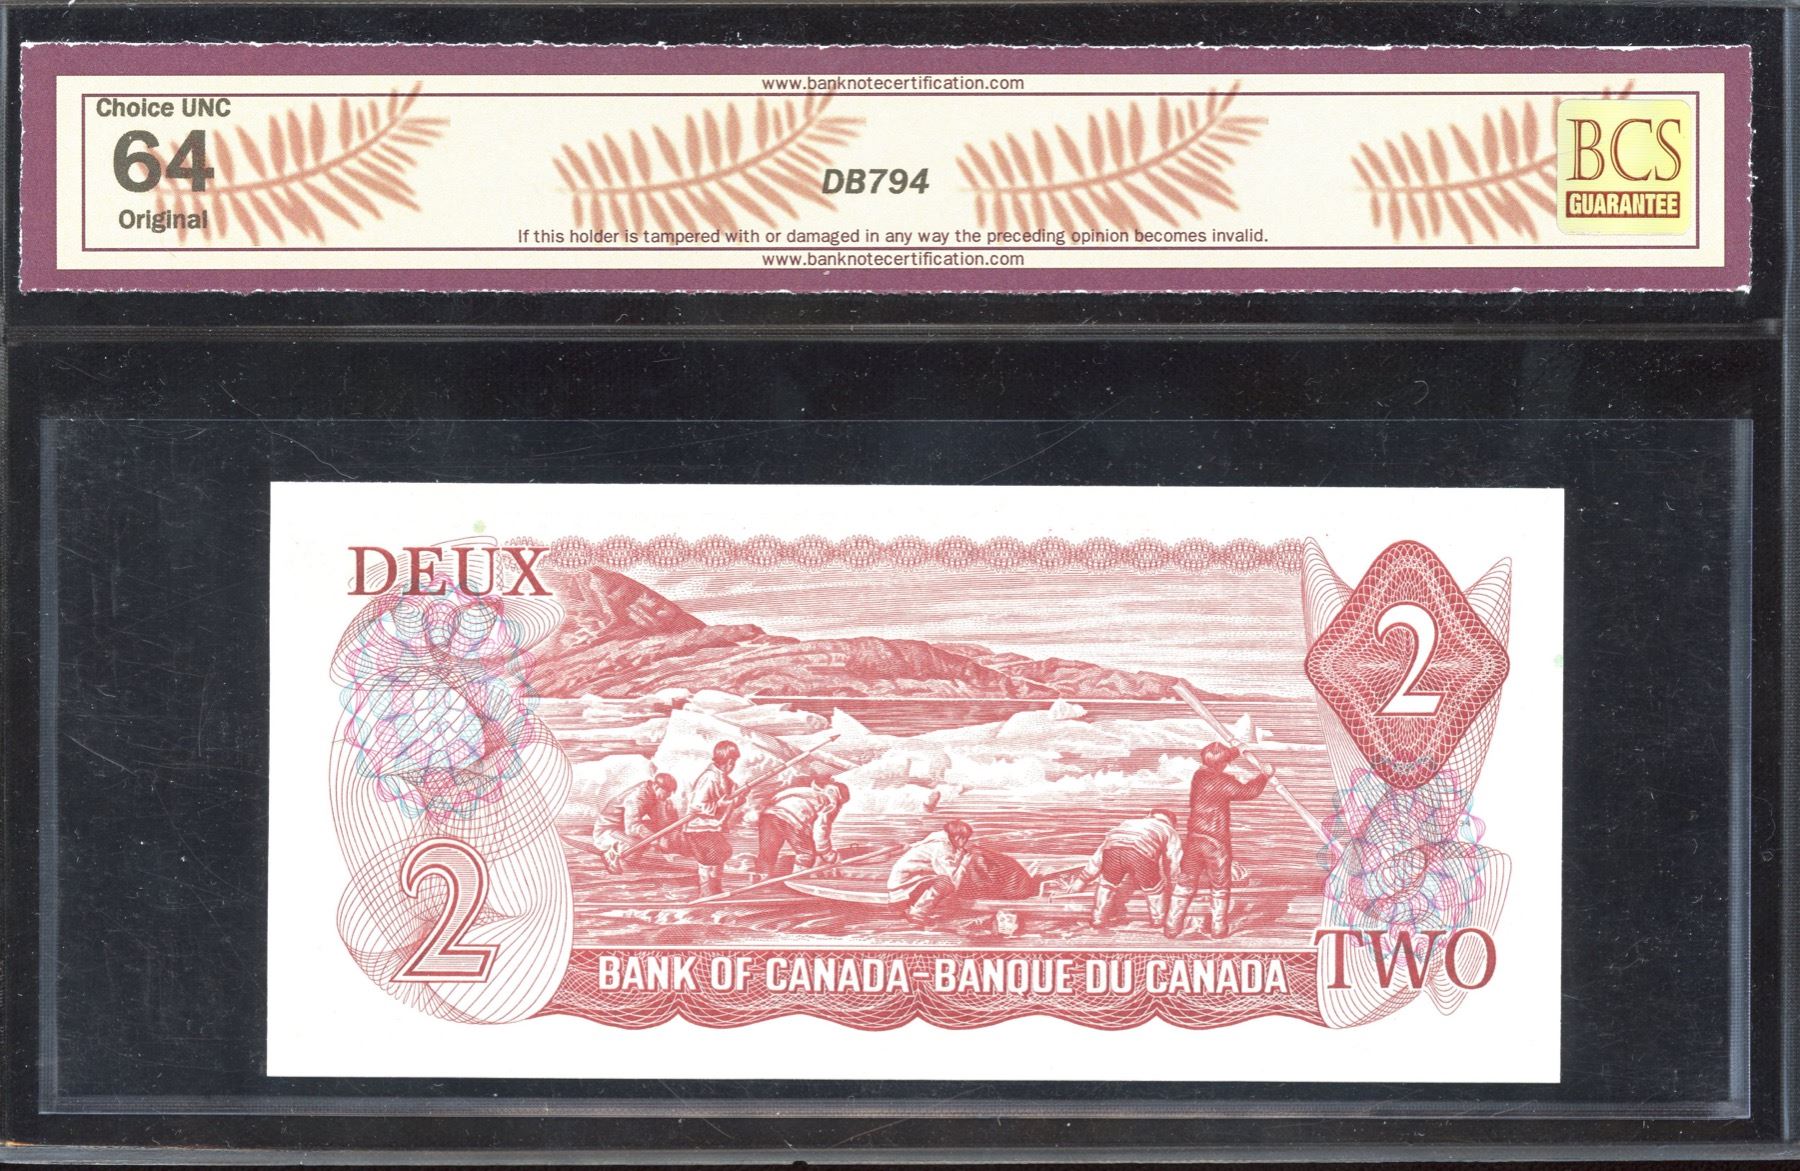 www.banknotecertification.com
Choice UNC
64
Original
DB794
BCS
GUARANTEE
If this holder is tampered with or damaged in any way the preceding opinion becomes invalid.
www.banknotecertification.com
DEUX
2
2
BANK OF CANADA-BANQUE DU CANADA
TWO